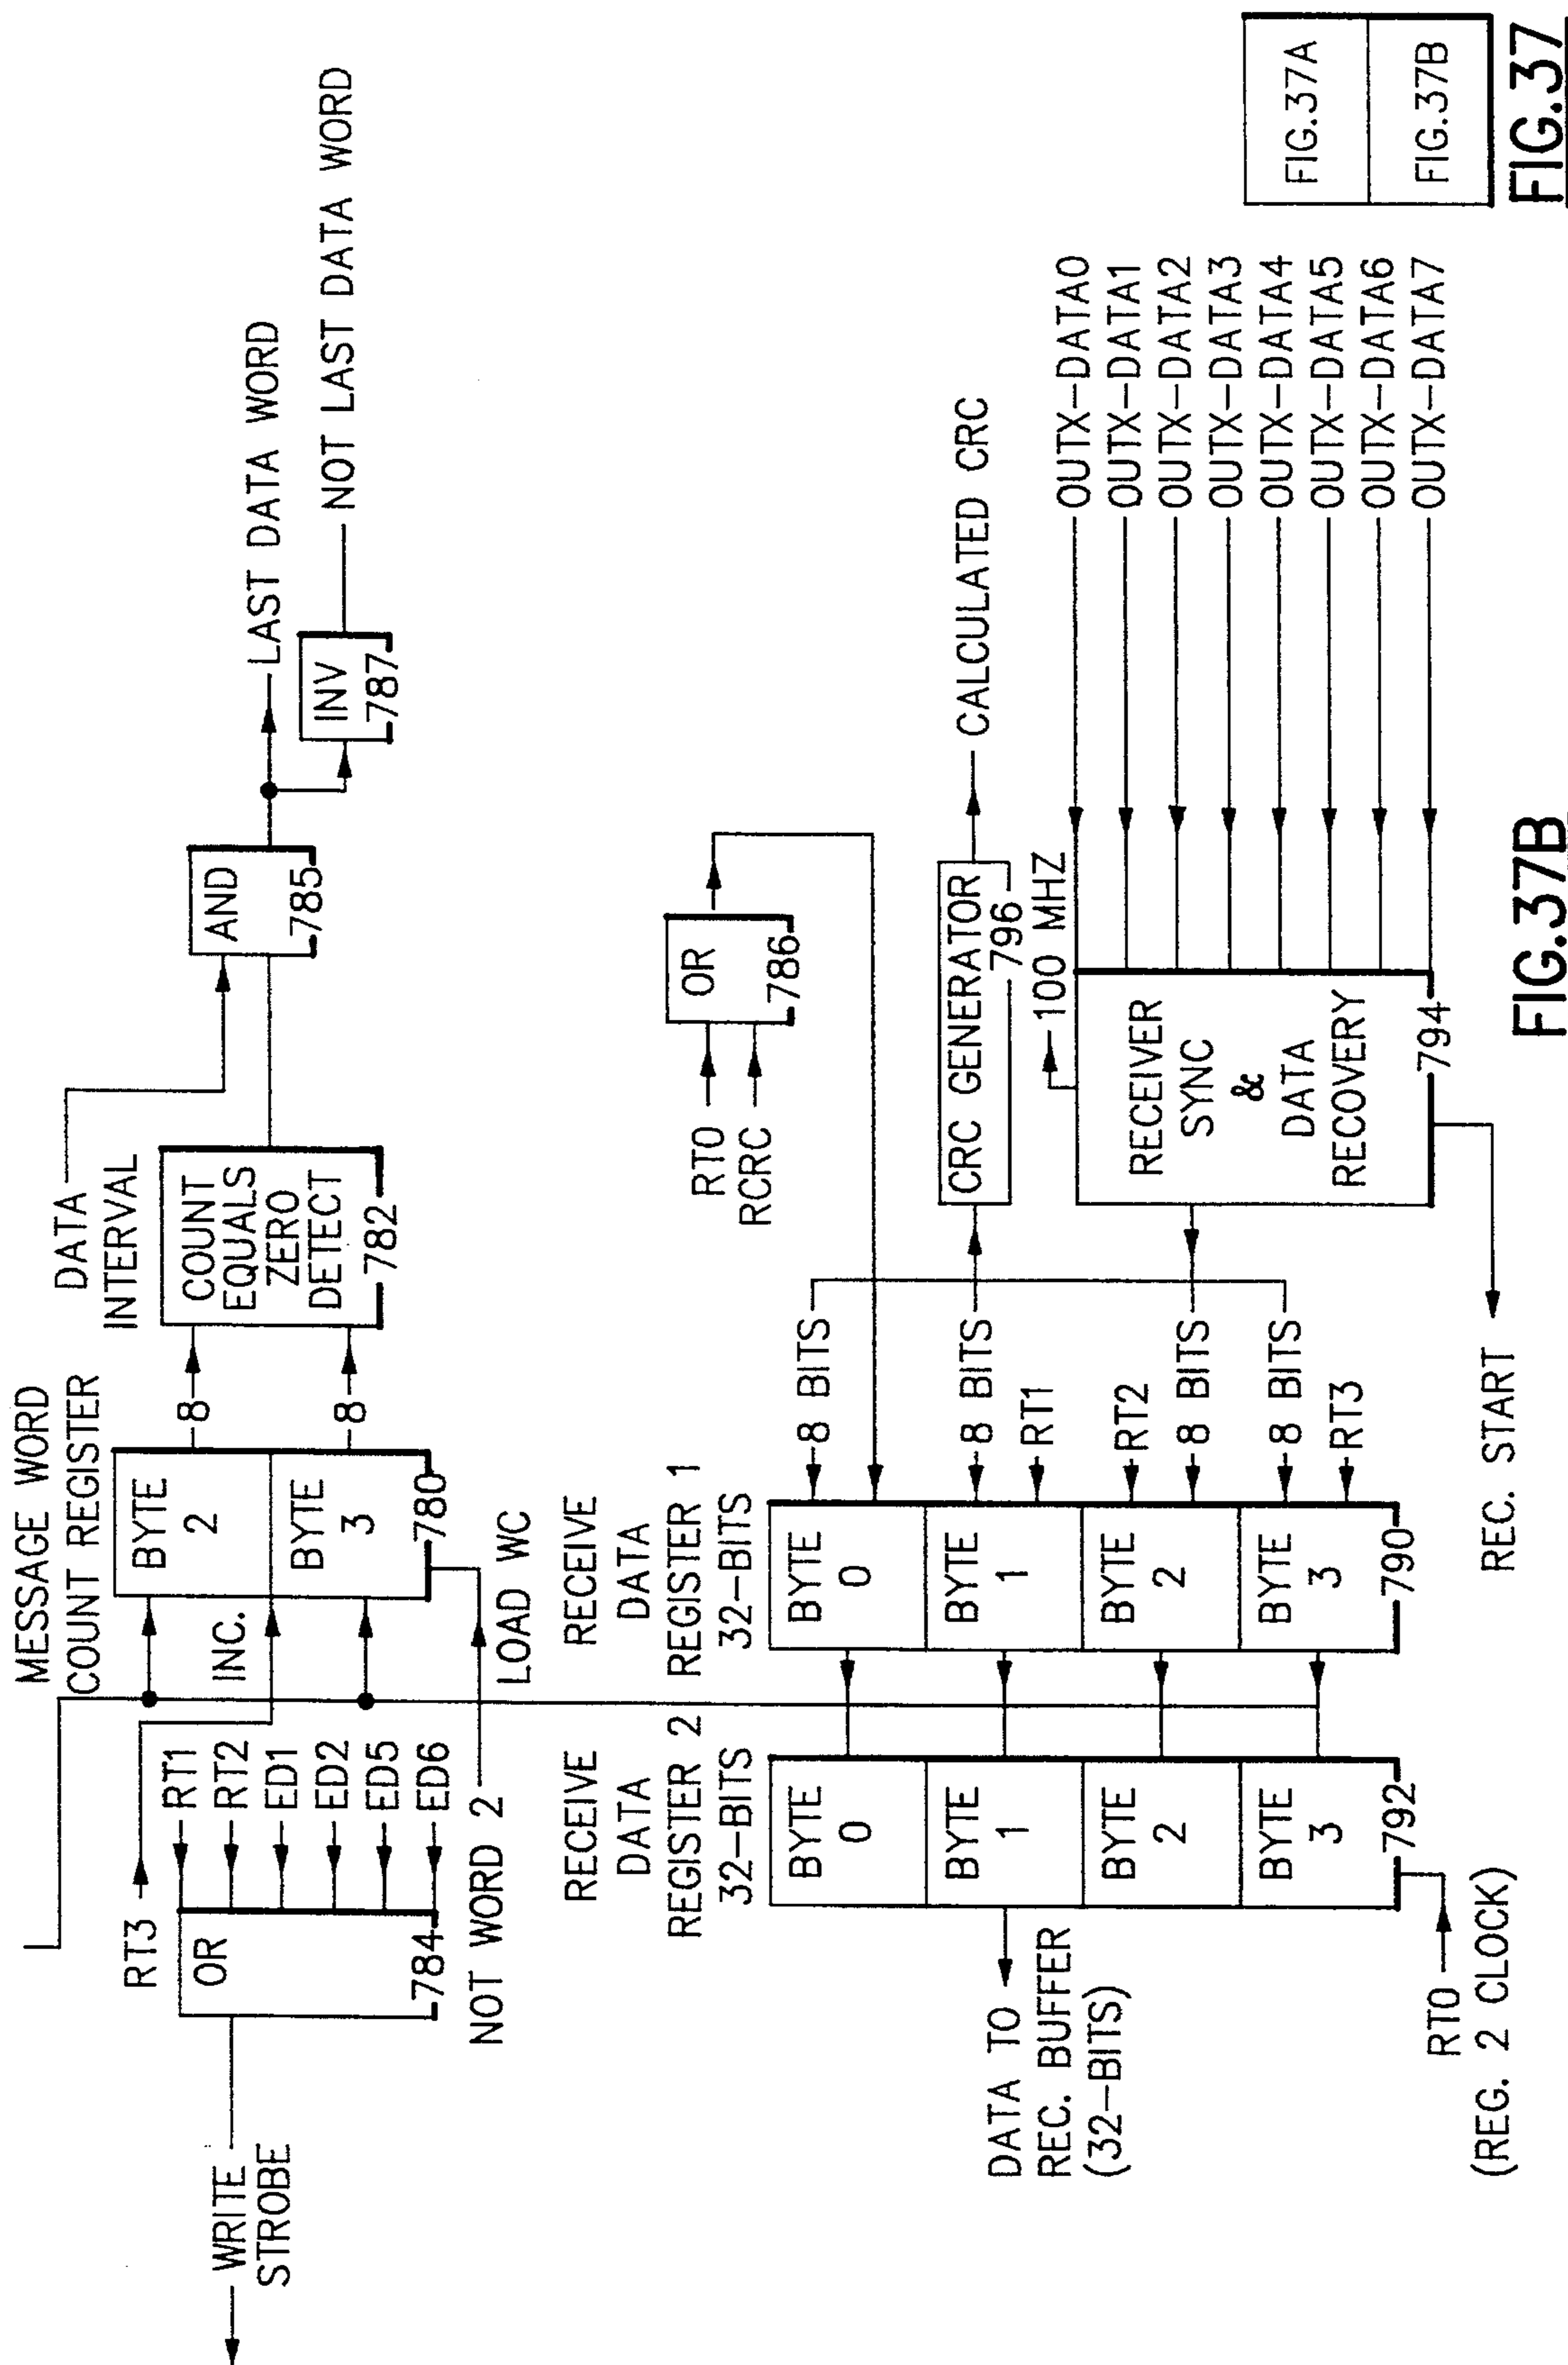 MESSAGE WORD
COUNT REGISTER
RT3
INC.
BYTE
2
BYTE
3
780
8
8
DATA
INTERVAL
COUNT
EQUALS
ZERO
DETECT
782
AND
785
LAST DATA WORD
INV
787
NOT LAST DATA WORD
WRITE
STROBE
OR
784
RT1
RT2
ED1
ED2
ED5
ED6
NOT WORD 2
LOAD WC
RECEIVE
DATA
REGISTER 2
32-BITS
BYTE
0
BYTE
1
BYTE
2
BYTE
3
792
DATA TO
REC. BUFFER
(32-BITS)
RT0
(REG. 2 CLOCK)
RECEIVE
DATA
REGISTER 1
32-BITS
BYTE
0
BYTE
1
BYTE
2
BYTE
3
790
8 BITS
8 BITS
RT1
RT2
8 BITS
8 BITS
RT3
RT0
RCRC
OR
786
CRC GENERATOR
796
CALCULATED CRC
100 MHZ
RECEIVER
SYNC
&
DATA
RECOVERY
794
REC. START
OUTX-DATA0
OUTX-DATA1
OUTX-DATA2
OUTX-DATA3
OUTX-DATA4
OUTX-DATA5
OUTX-DATA6
OUTX-DATA7
FIG.37B
FIG.37A
FIG.37B
FIG.37